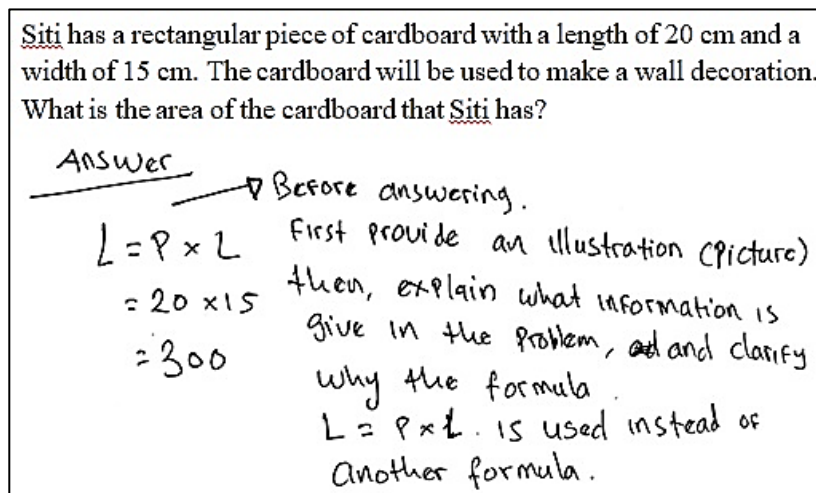 Siti has a rectangular piece of cardboard with a length of 20 cm and a
width of 15 cm. The cardboard will be used to make a wall decoration.
What is the area of the cardboard that Siti has?
Answer
L = P x L
= 20 x 15
= 300
Before answering.
First provide an illustration (Picture)
then, explain what information is
give in the problem, and clarify
why the formula.
L = P x L. is used instead of
another formula.